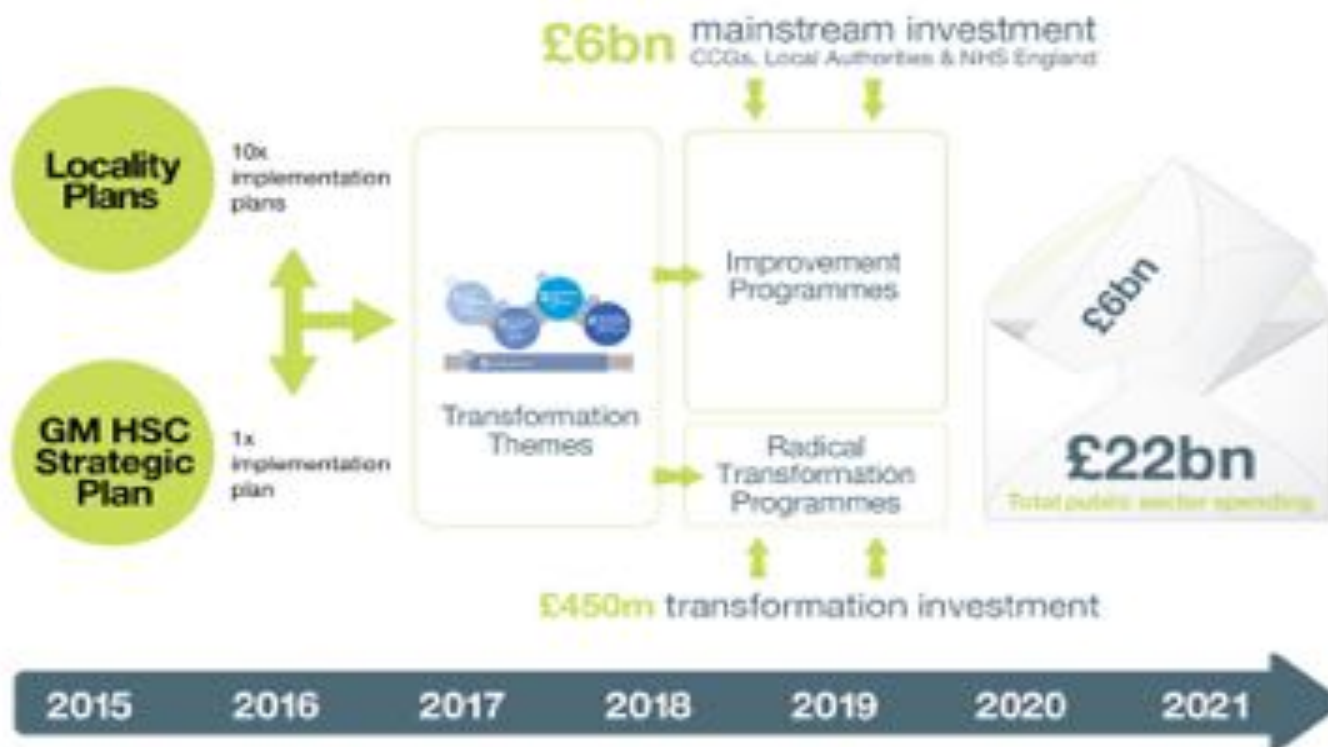 £6bn mainstream investment
CCGs, Local Authorities & NHS England
Locality
Plans
10x
implementation
plans
GM HSC
Strategic
Plan
1x
implementation
plan
Transformation
Themes
Improvement
Programmes
Radical
Transformation
Programmes
£450m transformation investment
£6bn
£22bn
Total public sector spending
2015 2016 2017 2018 2019 2020 2021